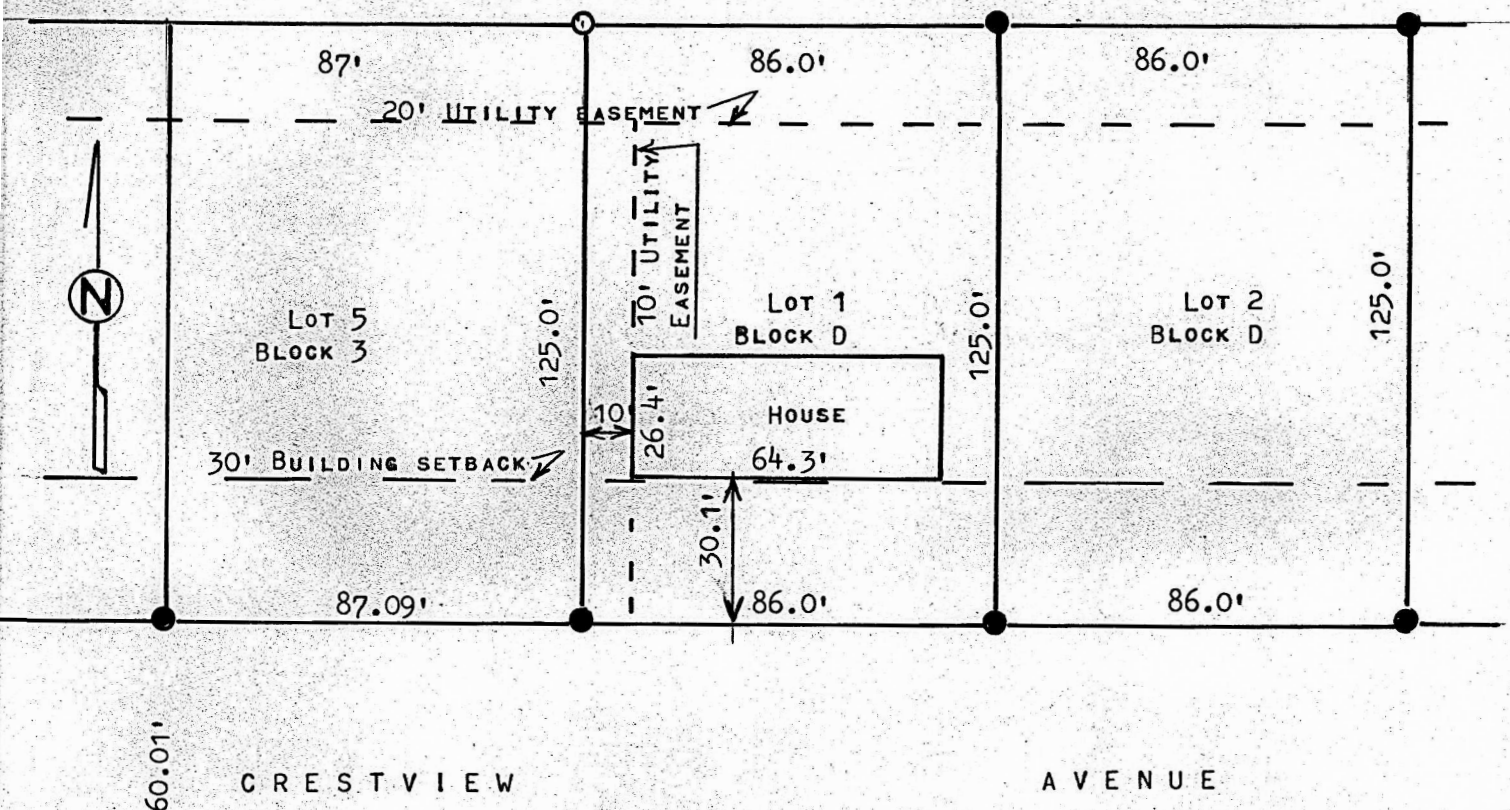 87'
86.0'
86.0'
20' UTILITY EASEMENT
10' UTILITY
EASEMENT
N
LOT 5
BLOCK 3
125.0'
LOT 1
BLOCK D
125.0'
LOT 2
BLOCK D
125.0'
10'
26.4'
HOUSE
64.3'
30' BUILDING SETBACK
30.1'
87.09'
86.0'
86.0'
60.01'
CRESTVIEW AVENUE